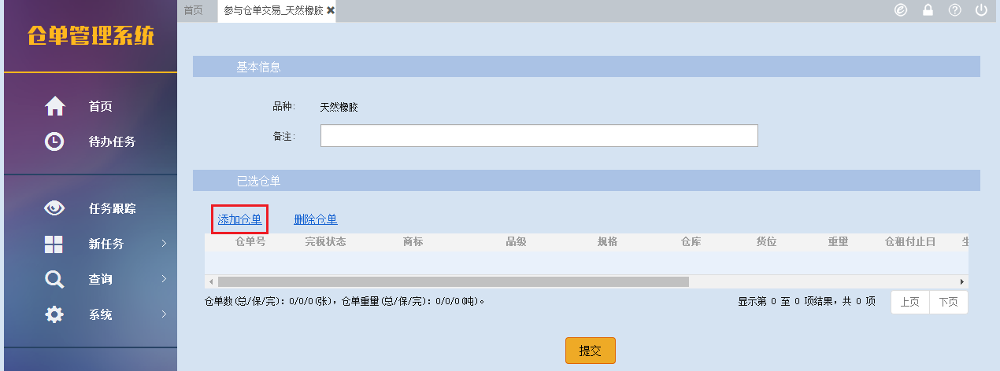 首页
参与仓单交易_天然橡胶
仓单管理系统
首页
待办任务
任务跟踪
新任务
查询
系统
基本信息
品种: 天然橡胶
备注:
已选仓单
添加仓单 删除仓单
仓单号 完税状态 商标 品级 规格 仓库 货位 重量 仓租付止日
仓单数(总/保/完): 0/0/0(张), 仓单重量(总/保/完): 0/0/0(吨)。
显示第 0 至 0 项结果, 共 0 项 上页 下页
提交